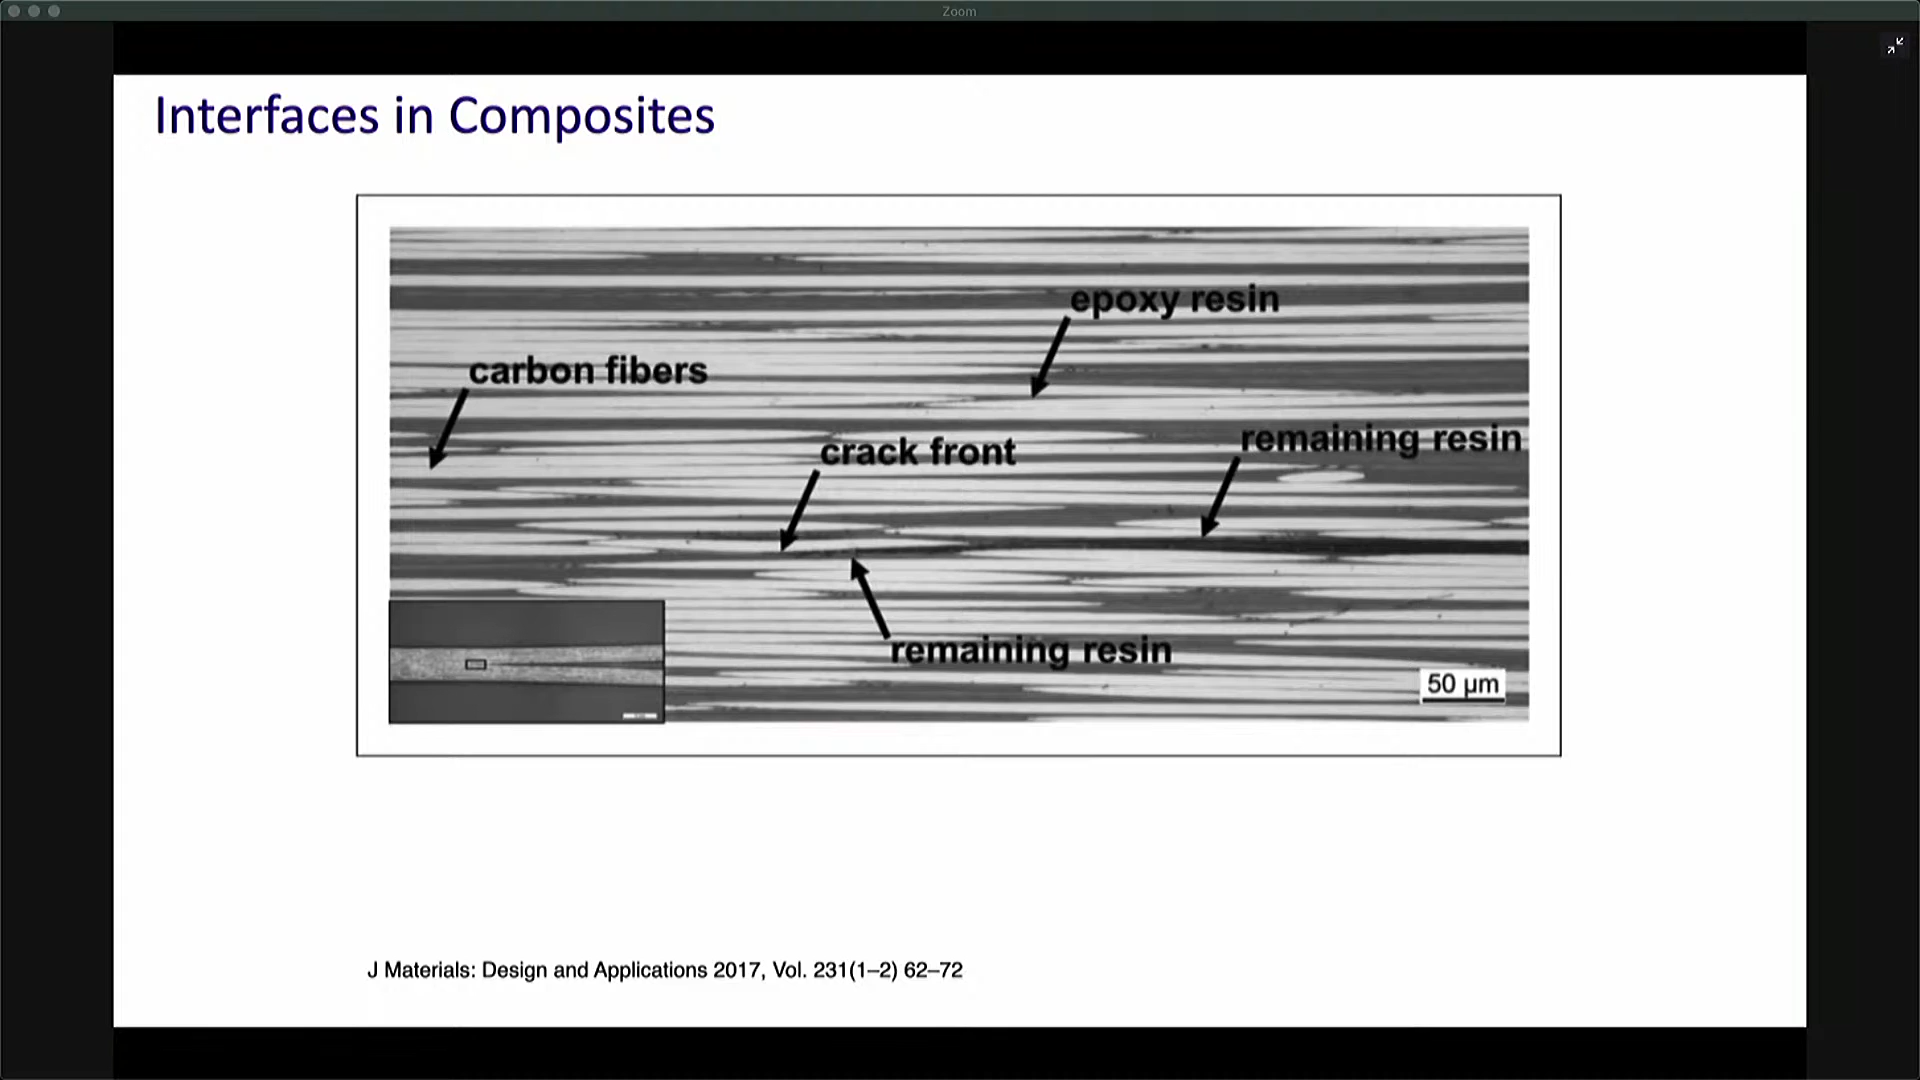 Zoom
Interfaces in Composites
epoxy resin
carbon fibers
crack front
remaining resin
remaining resin
50 µm
J Materials: Design and Applications 2017, Vol. 231(1–2) 62–72